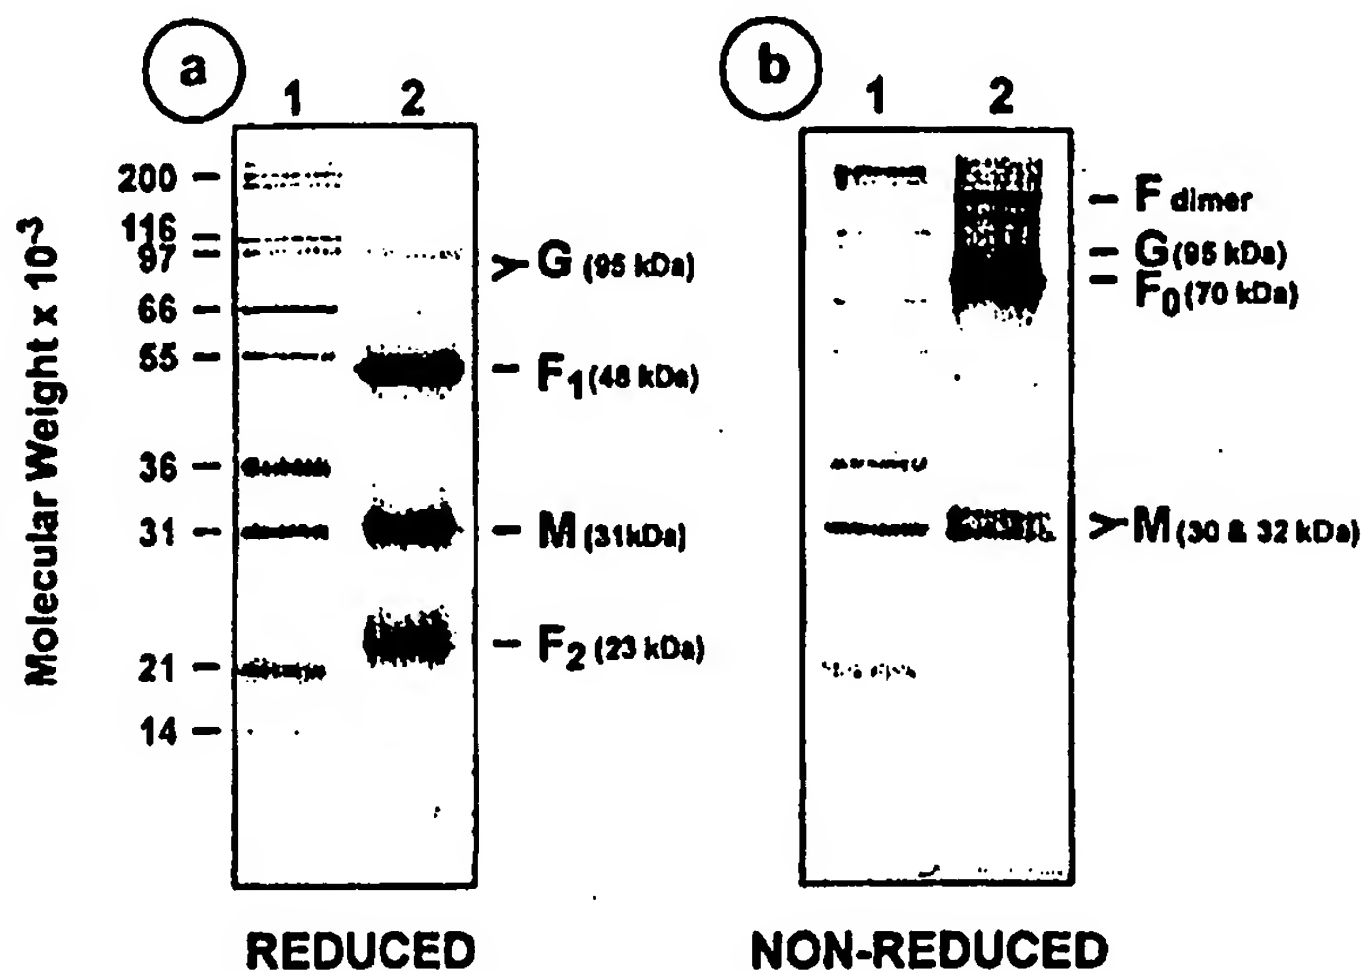 a
1 2
200
116
97
66
55
36
31
21
14
Molecular Weight x 10-3
G (95 kDa)
F1 (48 kDa)
M (31kDa)
F2 (23 kDa)
REDUCED
b
1 2
F dimer
G (95 kDa)
F0 (70 kDa)
M (30 & 32 kDa)
NON-REDUCED